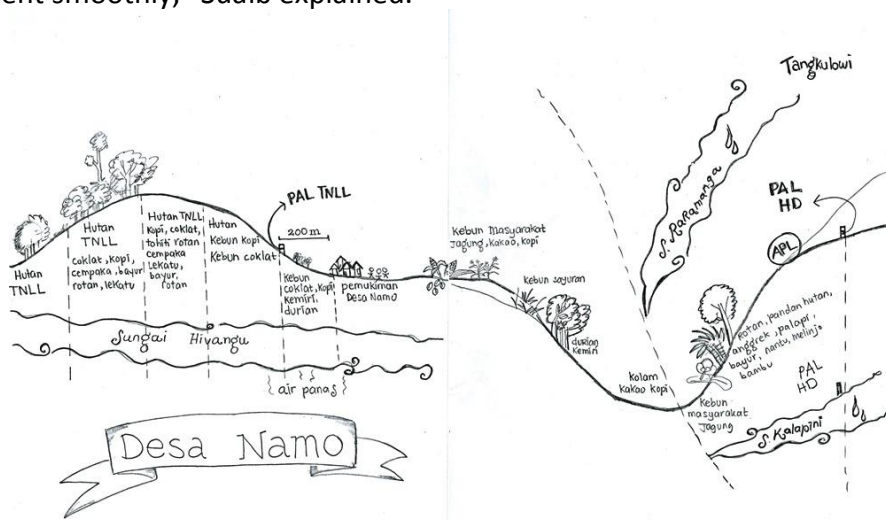 ent smoothly," Sadib explained.
Tangkulowi
S. RaRamanga
PAL
HD
APL
PAL TNLL
200 m
Hutan
TNLL
Hutan
TNLL
coklat, kopi,
cempaka, bayur
rotan, lekatu
Hutan TNLL
kopi, coklat,
tohiti rotan
cempaka
Lekatu,
bayur,
rotan
Hutan
Kebun kopi
Kebun coklat
Kebun
coklat, kopi
Kemiri,
durian
pemukiman
Desa Namo
Sungai Hivangu
air panas
Desa Namo
Kebun Masyarakat
Jagung, kakao, kopi
Kebun sayuran
durian
Kemiri
kolam
kakao kopi
Kebun
masyarakat
Jagung
Rotan, pandan hutan,
anggrek, palapi,
bayur, nantu, melinjo
bambu
PAL
HD
S. Kalapini